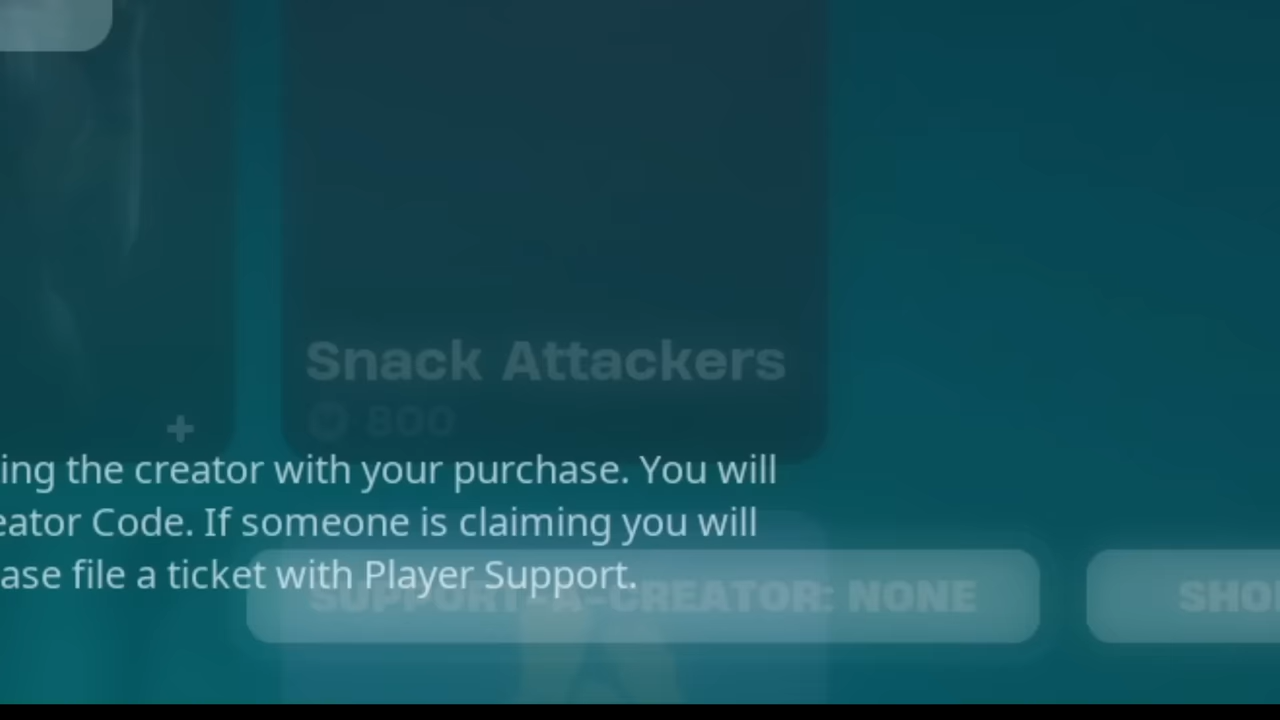 Snack Attackers
800
ing the creator with your purchase. You will
eator Code. If someone is claiming you will
ase file a ticket with Player Support.
SUPPORT-A-CREATOR: NONE
SHO